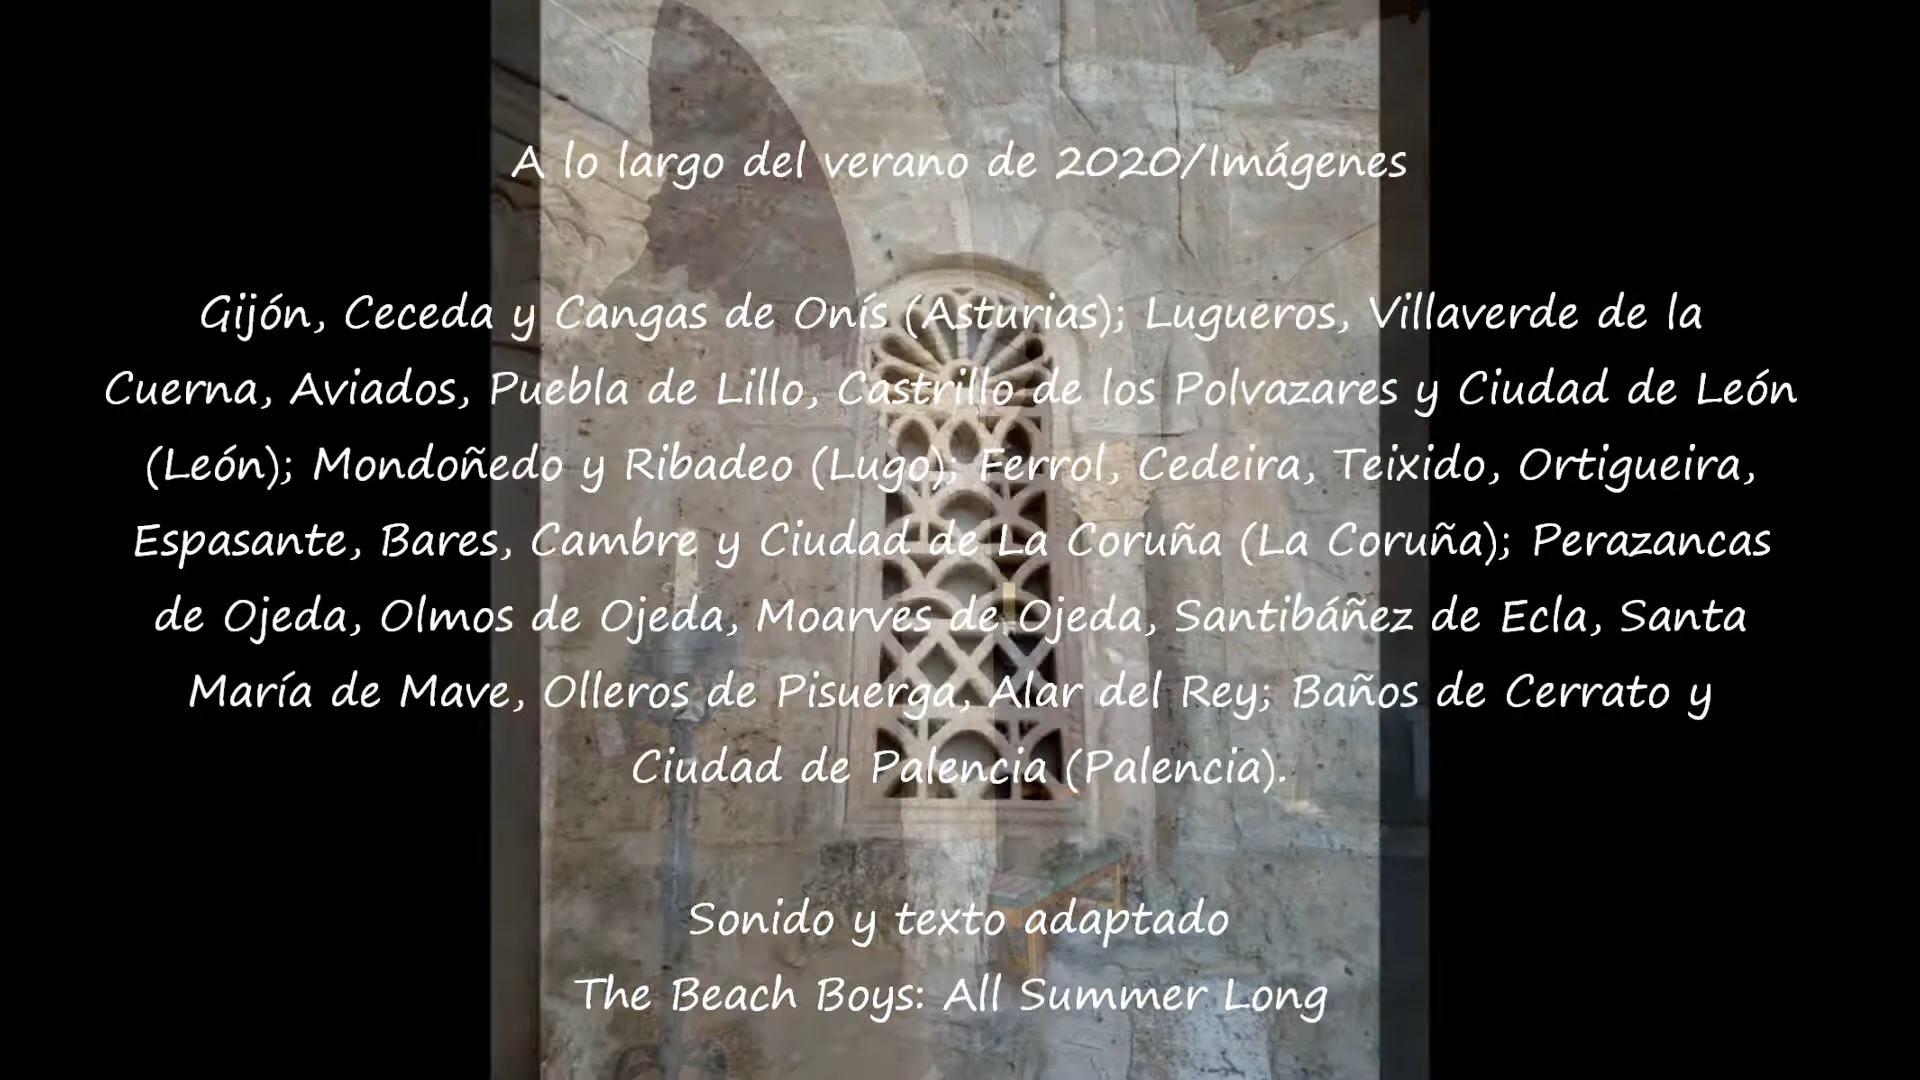 A lo largo del verano de 2020/Imágenes
Gijón, Ceceda y Cangas de Onís (Asturias); Lugueros, Villaverde de la
Cuerna, Aviados, Puebla de Lillo, Castrillo de los Polvazares y Ciudad de León
(León); Mondoñedo y Ribadeo (Lugo); Ferrol, Cedeira, Teixido, Ortigueira,
Espasante, Bares, Cambre y Ciudad de La Coruña (La Coruña); Perazancas
de Ojeda, Olmos de Ojeda, Moarves de Ojeda, Santibáñez de Ecla, Santa
María de Mave, Olleros de Pisuerga, Alar del Rey; Baños de Cerrato y
Ciudad de Palencia (Palencia).
Sonido y texto adaptado
The Beach Boys: All Summer Long